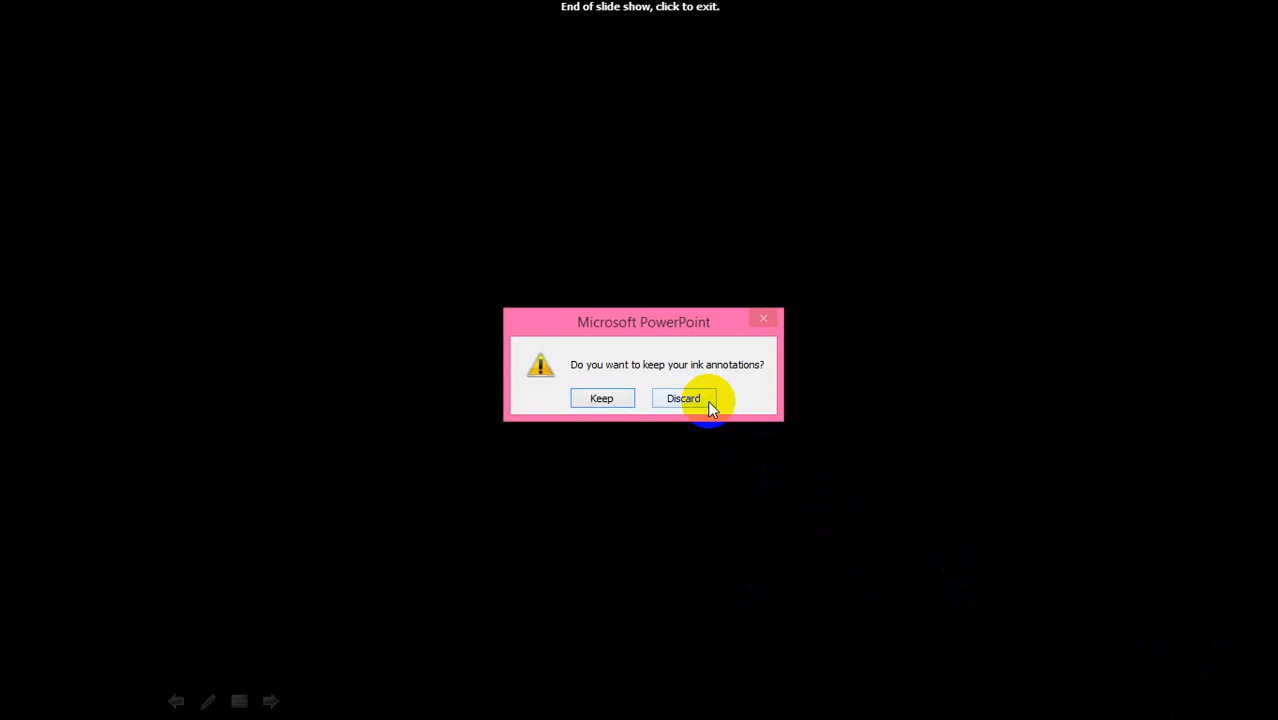 End of slide show, click to exit.
Microsoft PowerPoint
Do you want to keep your ink annotations?
Keep
Discard